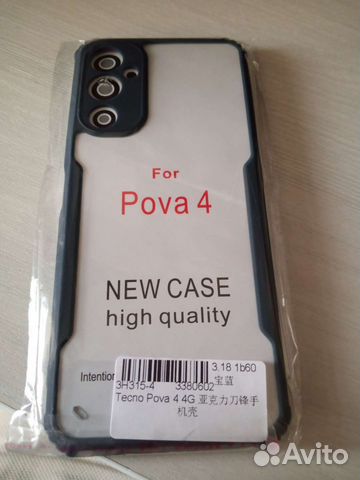 For
Pova 4
NEW CASE
high quality
Intention
3.18 1b60
3H315-4 3380602 宝蓝
Tecno Pova 4 4G 亚克力刀锋手
机壳
Avito